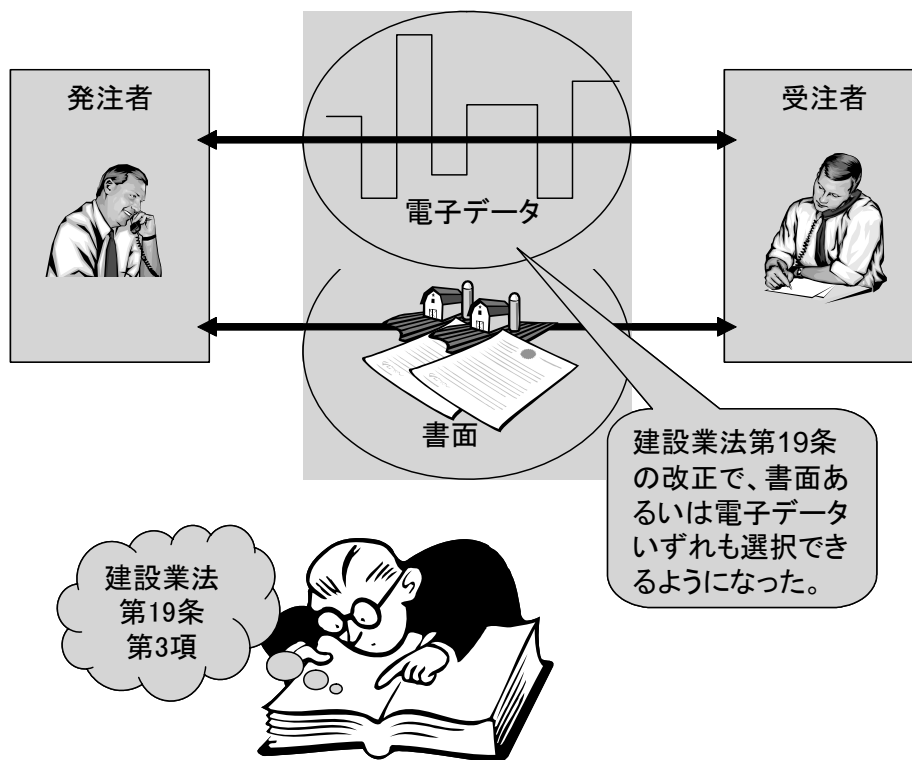 発注者
受注者
電子データ
書面
建設業法第19条
の改正で、書面あ
るいは電子データ
いずれも選択でき
るようになった。
建設業法
第19条
第3項